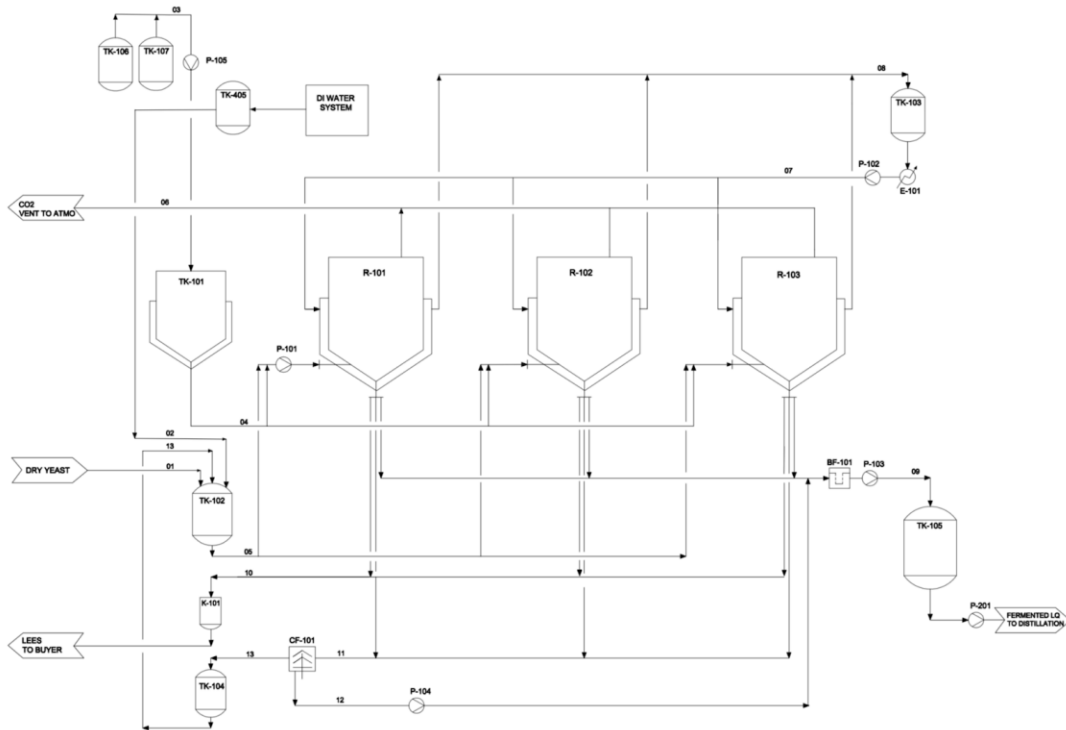 03
TK-106
TK-107
P-105
TK-405
DI WATER
SYSTEM
08
TK-103
P-102
07
E-101
CO2
VENT TO ATMO
06
TK-101
R-101
R-102
R-103
P-101
04
02
13
01
DRY YEAST
TK-102
BF-101
P-103
09
TK-105
05
10
K-101
P-201
FERMENTED LQ
TO DISTILLATION
LEES
TO BUYER
CF-101
13
11
TK-104
12
P-104